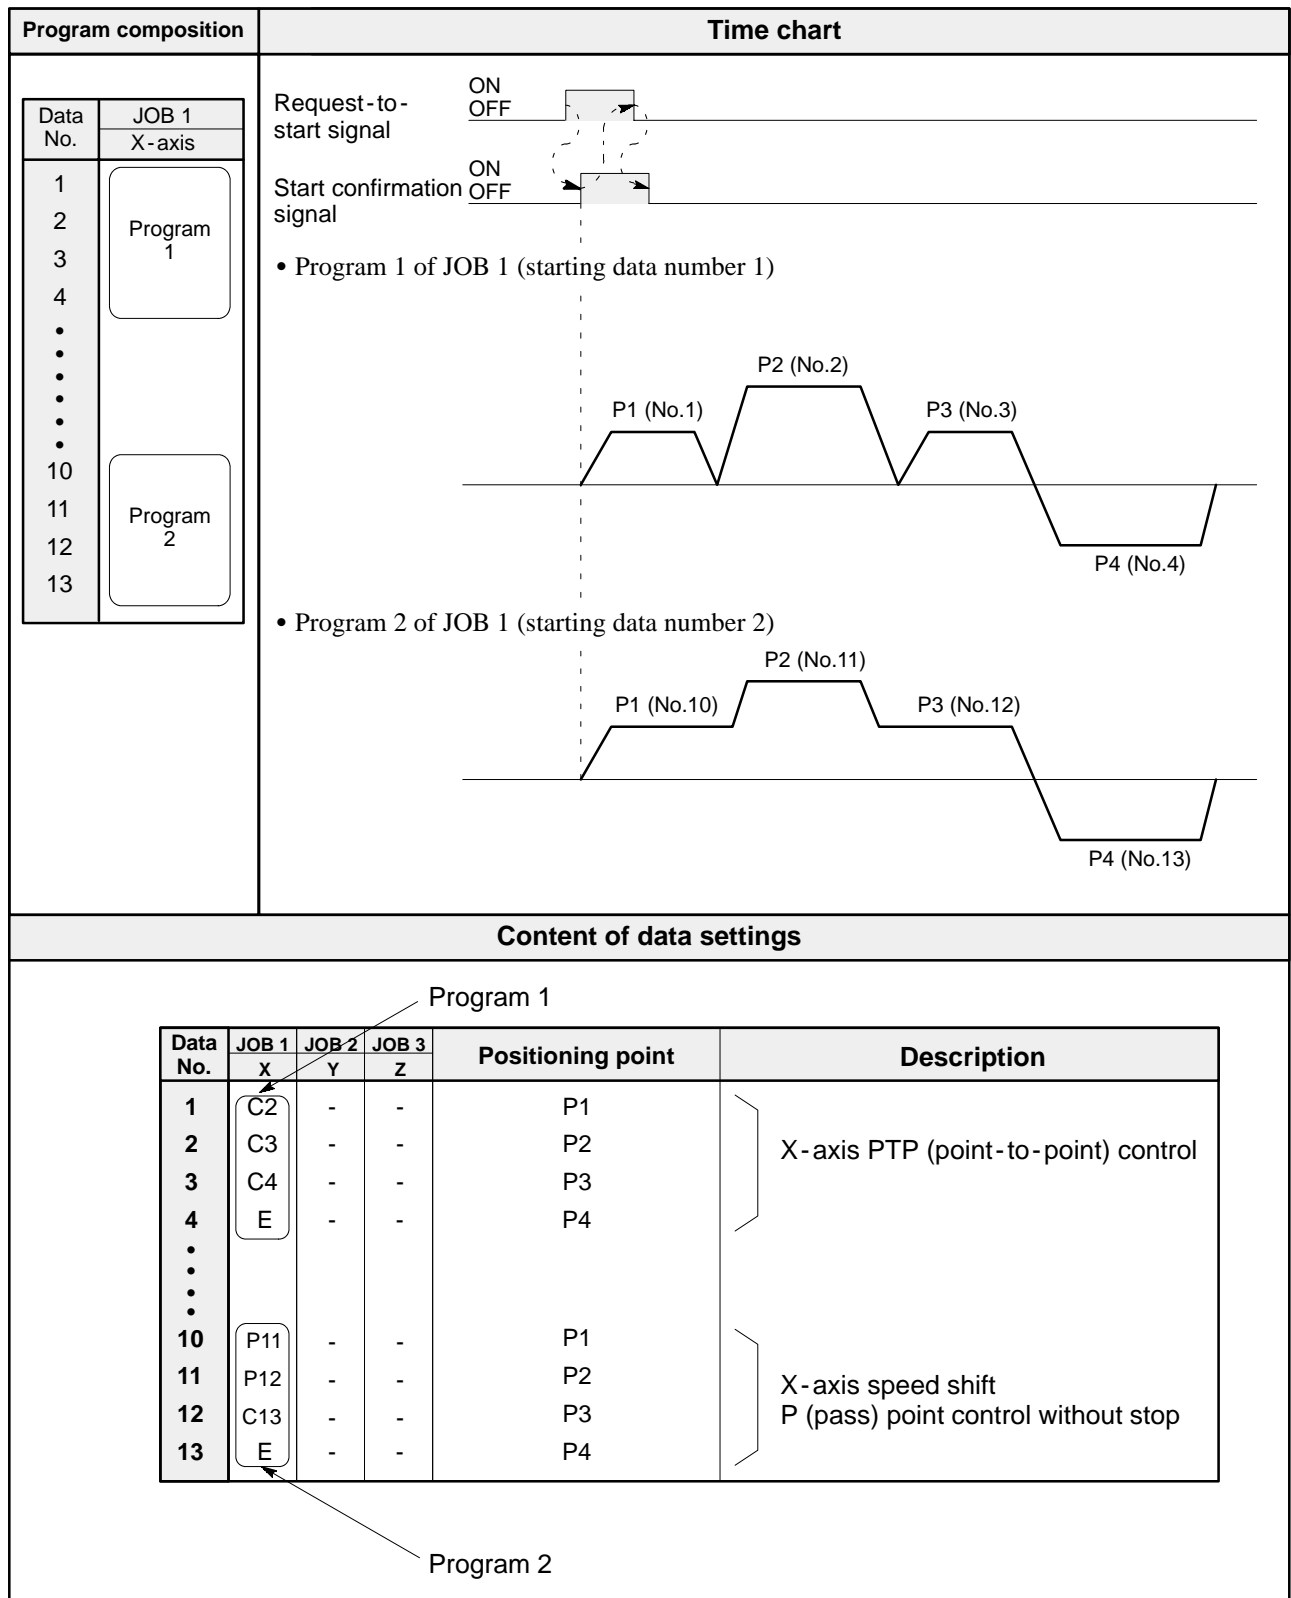 Program composition
Time chart
Data No.
JOB 1
X-axis
1
2
3
4
10
11
12
13
Program 1
Program 2
Request-to-
start signal
ON
OFF
Start confirmation
signal
ON
OFF
• Program 1 of JOB 1 (starting data number 1)
P1 (No.1)
P2 (No.2)
P3 (No.3)
P4 (No.4)
• Program 2 of JOB 1 (starting data number 2)
P1 (No.10)
P2 (No.11)
P3 (No.12)
P4 (No.13)
Content of data settings
Program 1
Data No. JOB 1 X JOB 2 Y JOB 3 Z Positioning point Description
1 C2 - - P1
2 C3 - - P2
3 C4 - - P3
4 E - - P4
X-axis PTP (point-to-point) control
10 P11 - - P1
11 P12 - - P2
12 C13 - - P3
13 E - - P4
X-axis speed shift
P (pass) point control without stop
Program 2